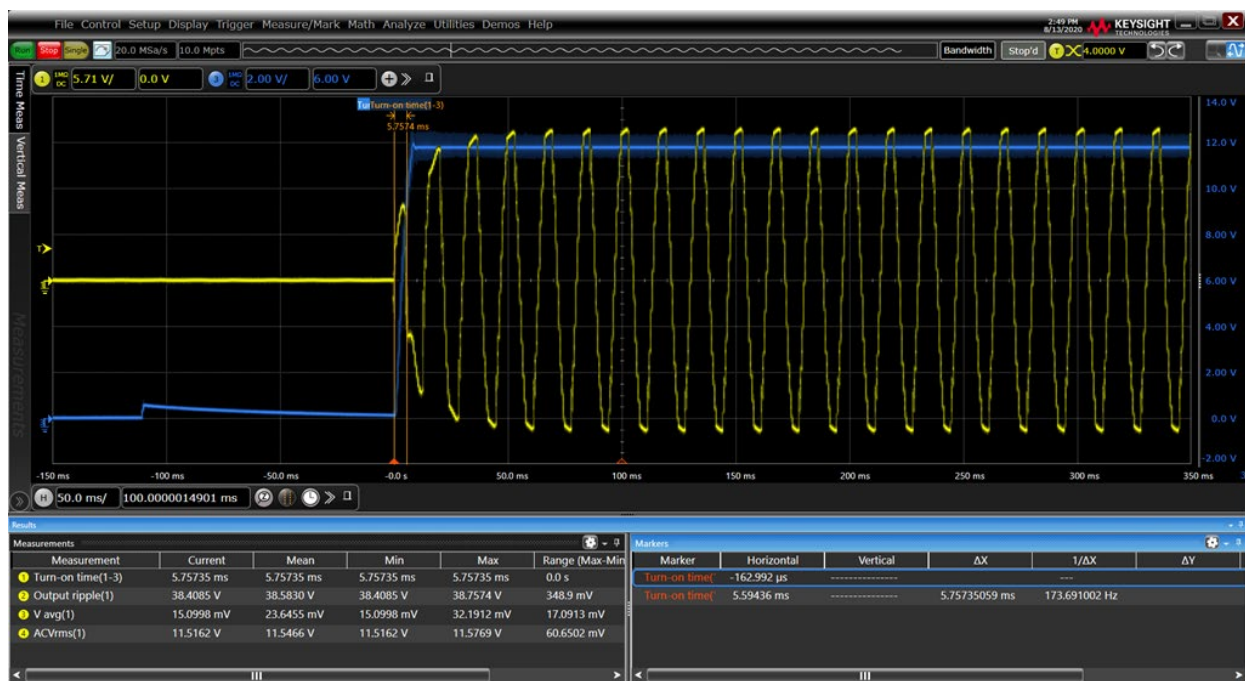 File Control Setup Display Trigger Measure/Mark Math Analyze Utilities Demos Help
2:49 PM
8/13/2020
KEYSIGHT
TECHNOLOGIES
Run Stop Single 20.0 MSa/s 10.0 Mpts Bandwidth Stop'd T 4.0000 V
1 1MΩ DC 5.71 V/ 0.0 V 3 1MΩ DC 2.00 V/ 6.00 V
Time Meas
Vertical Meas
Measurements
Turn-on time(1-3)
5.7574 ms
14.0 V
12.0 V
10.0 V
8.00 V
6.00 V
4.00 V
2.00 V
0.0 V
-2.00 V
T
-150 ms -100 ms -50.0 ms -0.0 s 50.0 ms 100 ms 150 ms 200 ms 250 ms 300 ms 350 ms
H 50.0 ms/ 100.0000014901 ms
Results
Measurements
Measurement Current Mean Min Max Range (Max-Min
1 Turn-on time(1-3) 5.75735 ms 5.75735 ms 5.75735 ms 5.75735 ms 0.0 s
2 Output ripple(1) 38.4085 V 38.5830 V 38.4085 V 38.7574 V 348.9 mV
3 V avg(1) 15.0998 mV 23.6455 mV 15.0998 mV 32.1912 mV 17.0913 mV
4 ACVrms(1) 11.5162 V 11.5466 V 11.5162 V 11.5769 V 60.6502 mV
Markers
Marker Horizontal Vertical ΔX 1/ΔX ΔY
Turn-on time( -162.992 µs --------------- ---
Turn-on time( 5.59436 ms --------------- 5.75735059 ms 173.691002 Hz